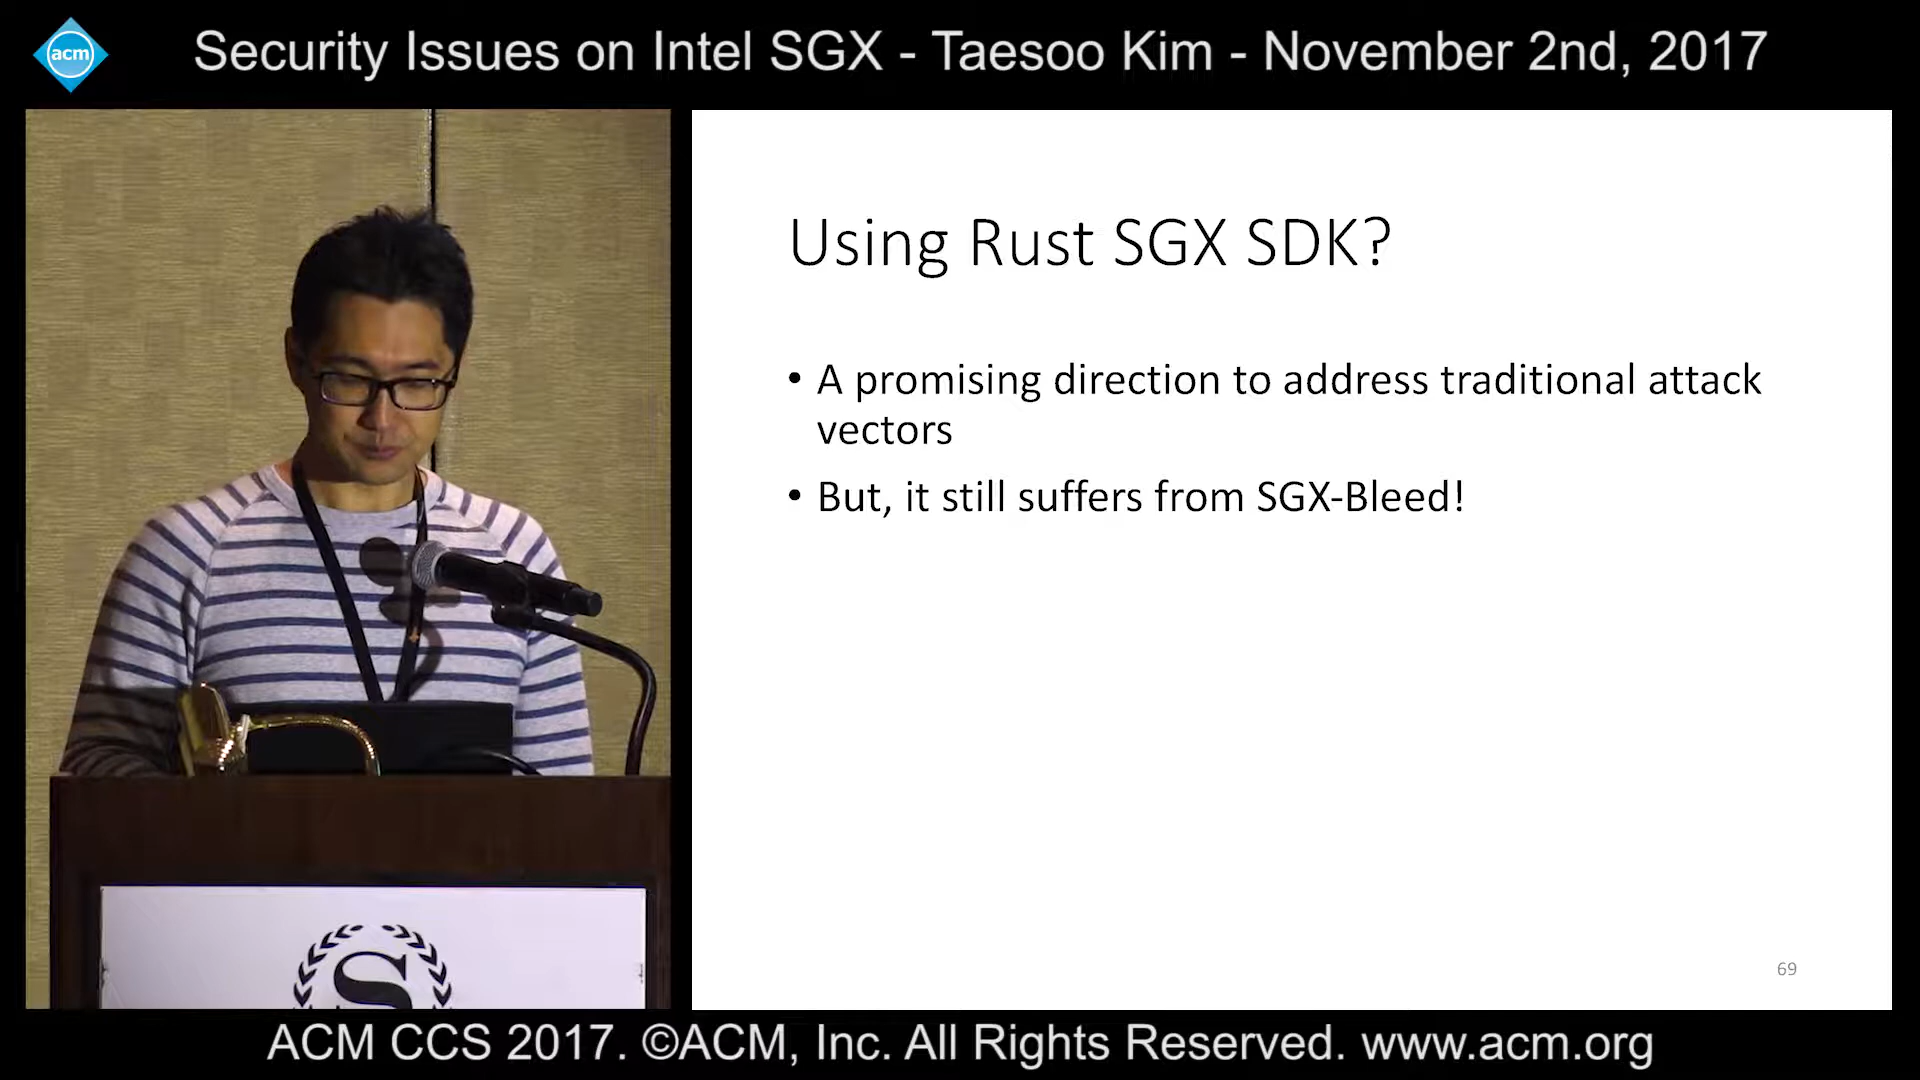 acm
Security Issues on Intel SGX - Taesoo Kim - November 2nd, 2017
Using Rust SGX SDK?
• A promising direction to address traditional attack
vectors
• But, it still suffers from SGX-Bleed!
69
S
ACM CCS 2017. ©ACM, Inc. All Rights Reserved. www.acm.org